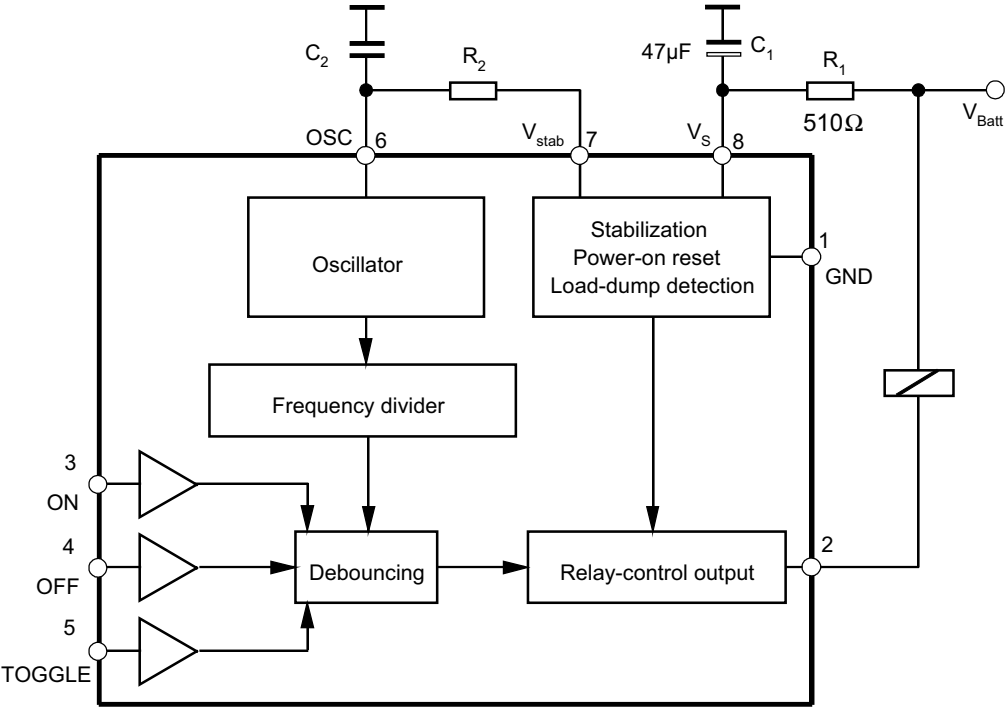 C2
R2
47µF
C1
R1
510Ω
VBatt
OSC
6
Vstab
7
VS
8
Oscillator
Stabilization
Power-on reset
Load-dump detection
1
GND
Frequency divider
3
ON
4
OFF
5
TOGGLE
Debouncing
Relay-control output
2